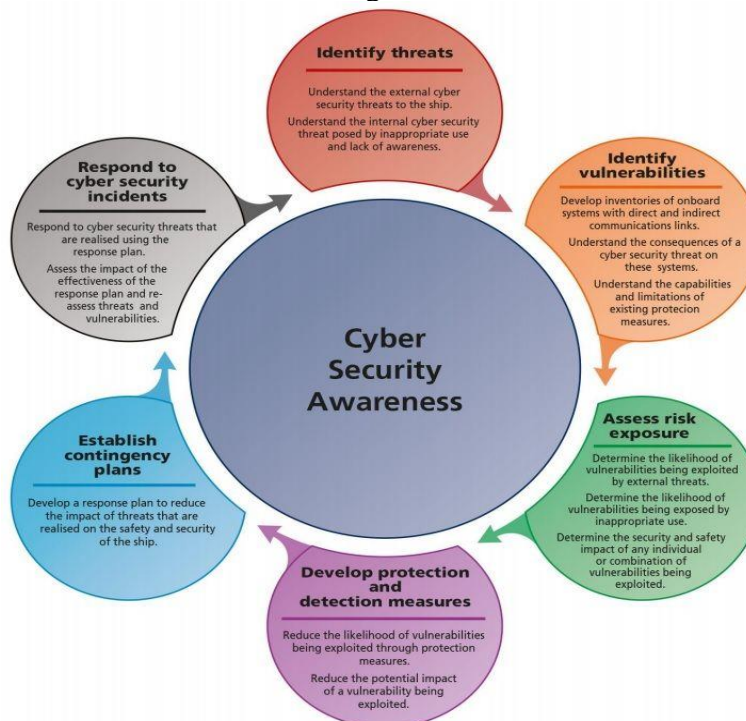 Identify threats
Understand the external cyber
security threats to the ship.
Understand the internal cyber security
threat posed by inappropriate use
and lack of awareness.
Identify
vulnerabilities
Develop inventories of onboard
systems with direct and indirect
communications links.
Understand the consequences of a
cyber security threat on
these systems.
Understand the capabilities
and limitations of
existing protecion
measures.
Assess risk
exposure
Determine the likelihood of
vulnerabilities being exploited
by external threats.
Determine the likelihood of
vulnerabilities being exposed by
inappropriate use.
Determine the security and safety
impact of any individual
or combination of
vulnerabilities being
exploited.
Develop protection
and
detection measures
Reduce the likelihood of vulnerabilities
being exploited through protection
measures.
Reduce the potential impact
of a vulnerability being
exploited.
Establish
contingency
plans
Develop a response plan to reduce
the impact of threats that are
realised on the safety and security
of the ship.
Respond to
cyber security
incidents
Respond to cyber security threats that
are realised using the
response plan.
Assess the impact of the
effectiveness of the
response plan and re-
assess threats and
vulnerabilities.
Cyber
Security
Awareness